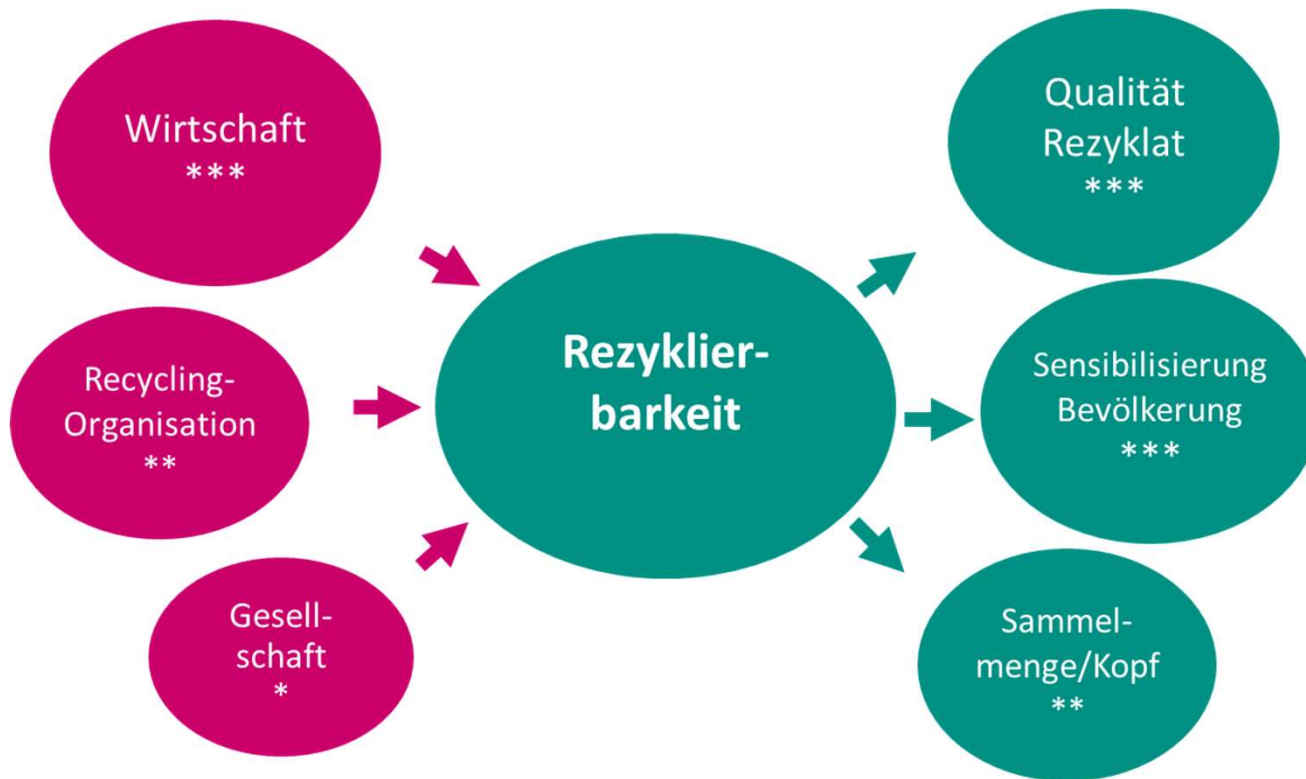 Wirtschaft
***
Recycling-
Organisation
**
Gesell-
schaft
*
Rezyklier-
barkeit
Qualität
Rezyklat
***
Sensibilisierung
Bevölkerung
***
Sammel-
menge/Kopf
**